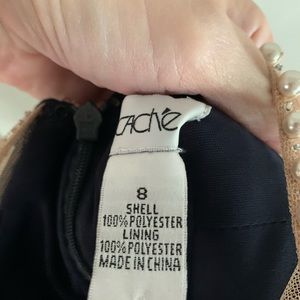 CACHÉ
8
SHELL
100% POLYESTER
LINING
100% POLYESTER
MADE IN CHINA